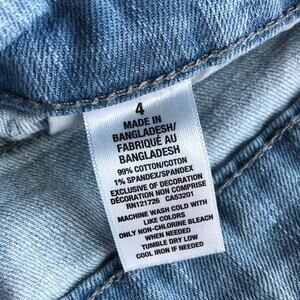 4
MADE IN
BANGLADESH/
FABRIQUÉ AU
BANGLADESH
99% COTTON/COTON
1% SPANDEX/SPANDEX
EXCLUSIVE OF DECORATION
DÉCORATION NON COMPRISE
RN121726 CA53201
MACHINE WASH COLD WITH
LIKE COLORS
ONLY NON-CHLORINE BLEACH
WHEN NEEDED
TUMBLE DRY LOW
COOL IRON IF NEEDED